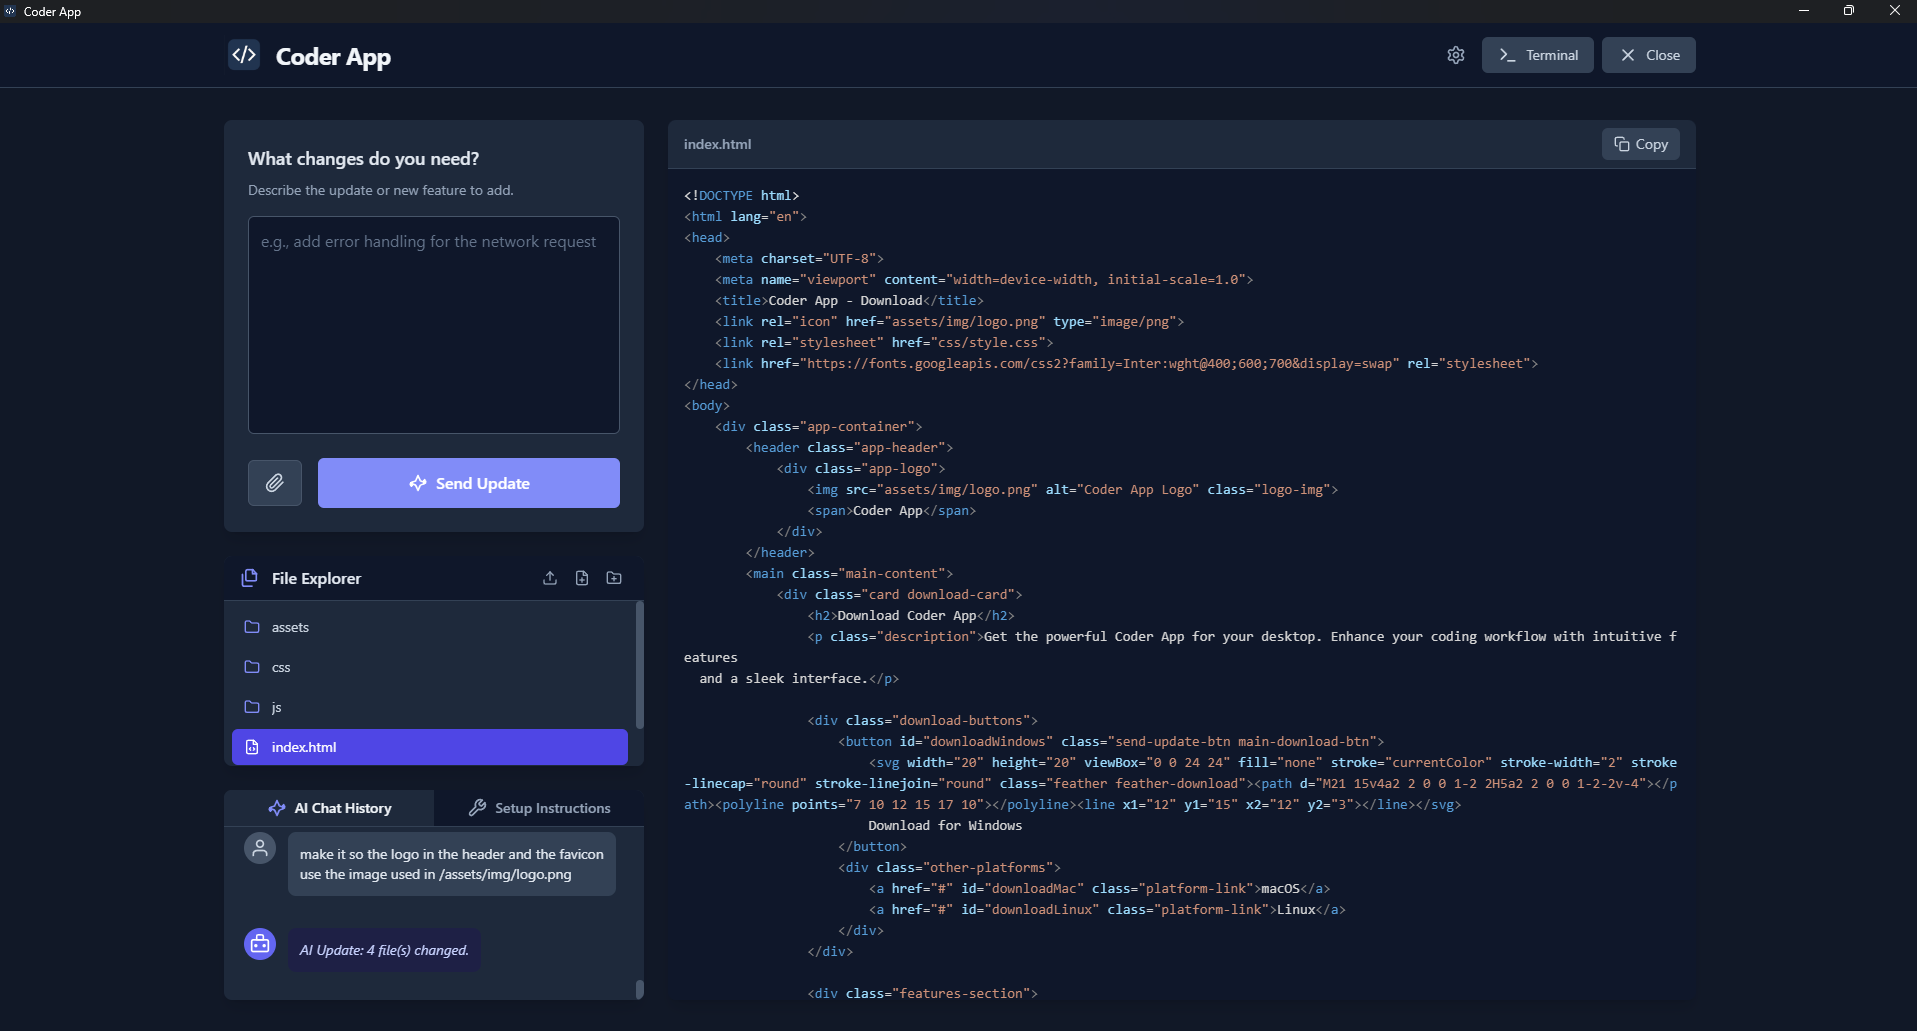 Coder App
Coder App
Terminal
Close
What changes do you need?
Describe the update or new feature to add.
e.g., add error handling for the network request
Send Update
File Explorer
assets
css
js
index.html
AI Chat History
Setup Instructions
make it so the logo in the header and the favicon
use the image used in /assets/img/logo.png
AI Update: 4 file(s) changed.
index.html
Copy
<!DOCTYPE html>
<html lang="en">
<head>
    <meta charset="UTF-8">
    <meta name="viewport" content="width=device-width, initial-scale=1.0">
    <title>Coder App - Download</title>
    <link rel="icon" href="assets/img/logo.png" type="image/png">
    <link rel="stylesheet" href="css/style.css">
    <link href="https://fonts.googleapis.com/css2?family=Inter:wght@400;600;700&display=swap" rel="stylesheet">
</head>
<body>
    <div class="app-container">
        <header class="app-header">
            <div class="app-logo">
                <img src="assets/img/logo.png" alt="Coder App Logo" class="logo-img">
                <span>Coder App</span>
            </div>
        </header>
        <main class="main-content">
            <div class="card download-card">
                <h2>Download Coder App</h2>
                <p class="description">Get the powerful Coder App for your desktop. Enhance your coding workflow with intuitive f
eatures
  and a sleek interface.</p>
                <div class="download-buttons">
                    <button id="downloadWindows" class="send-update-btn main-download-btn">
                        <svg width="20" height="20" viewBox="0 0 24 24" fill="none" stroke="currentColor" stroke-width="2" stroke
-linecap="round" stroke-linejoin="round" class="feather feather-download"><path d="M21 15v4a2 2 0 0 1-2 2H5a2 2 0 0 1-2-2v-4"></p
ath><polyline points="7 10 12 15 17 10"></polyline><line x1="12" y1="15" x2="12" y2="3"></line></svg>
                        Download for Windows
                    </button>
                    <div class="other-platforms">
                        <a href="#" id="downloadMac" class="platform-link">macOS</a>
                        <a href="#" id="downloadLinux" class="platform-link">Linux</a>
                    </div>
                </div>
                <div class="features-section">